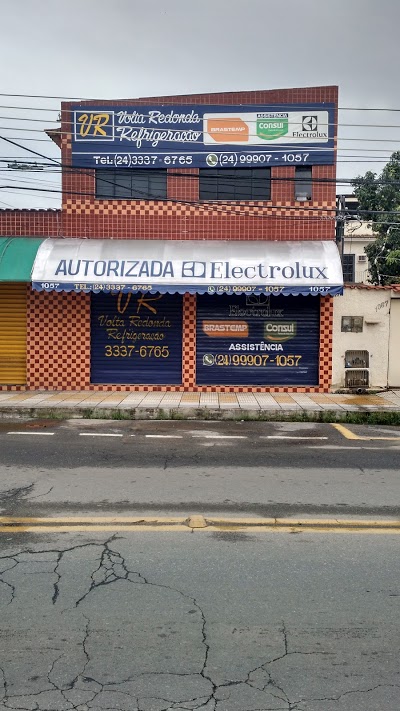 VR
Volta Redonda
Refrigeração
BRASTEMP
ASSISTÊNCIA
CONSUL
Electrolux
Tel:(24)3337-6765
(24)99907-1057
AUTORIZADA Electrolux
1057 TEL:(24)3337-6765 (24)99907-1057 1057
VR
Volta Redonda
Refrigeração
3337-6765
Electrolux
BRASTEMP
Consul
ASSISTÊNCIA
(24)99907-1057